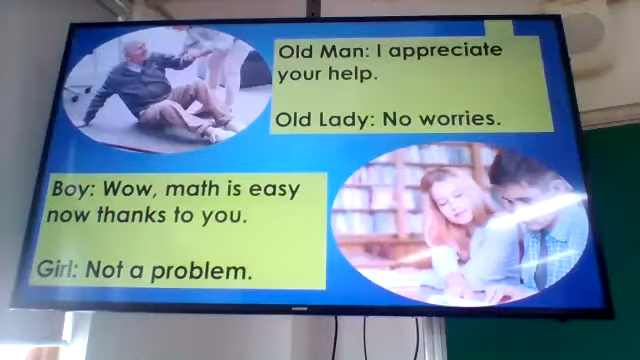 Old Man: I appreciate
your help.
Old Lady: No worries.
Boy: Wow, math is easy
now thanks to you.
Girl: Not a problem.